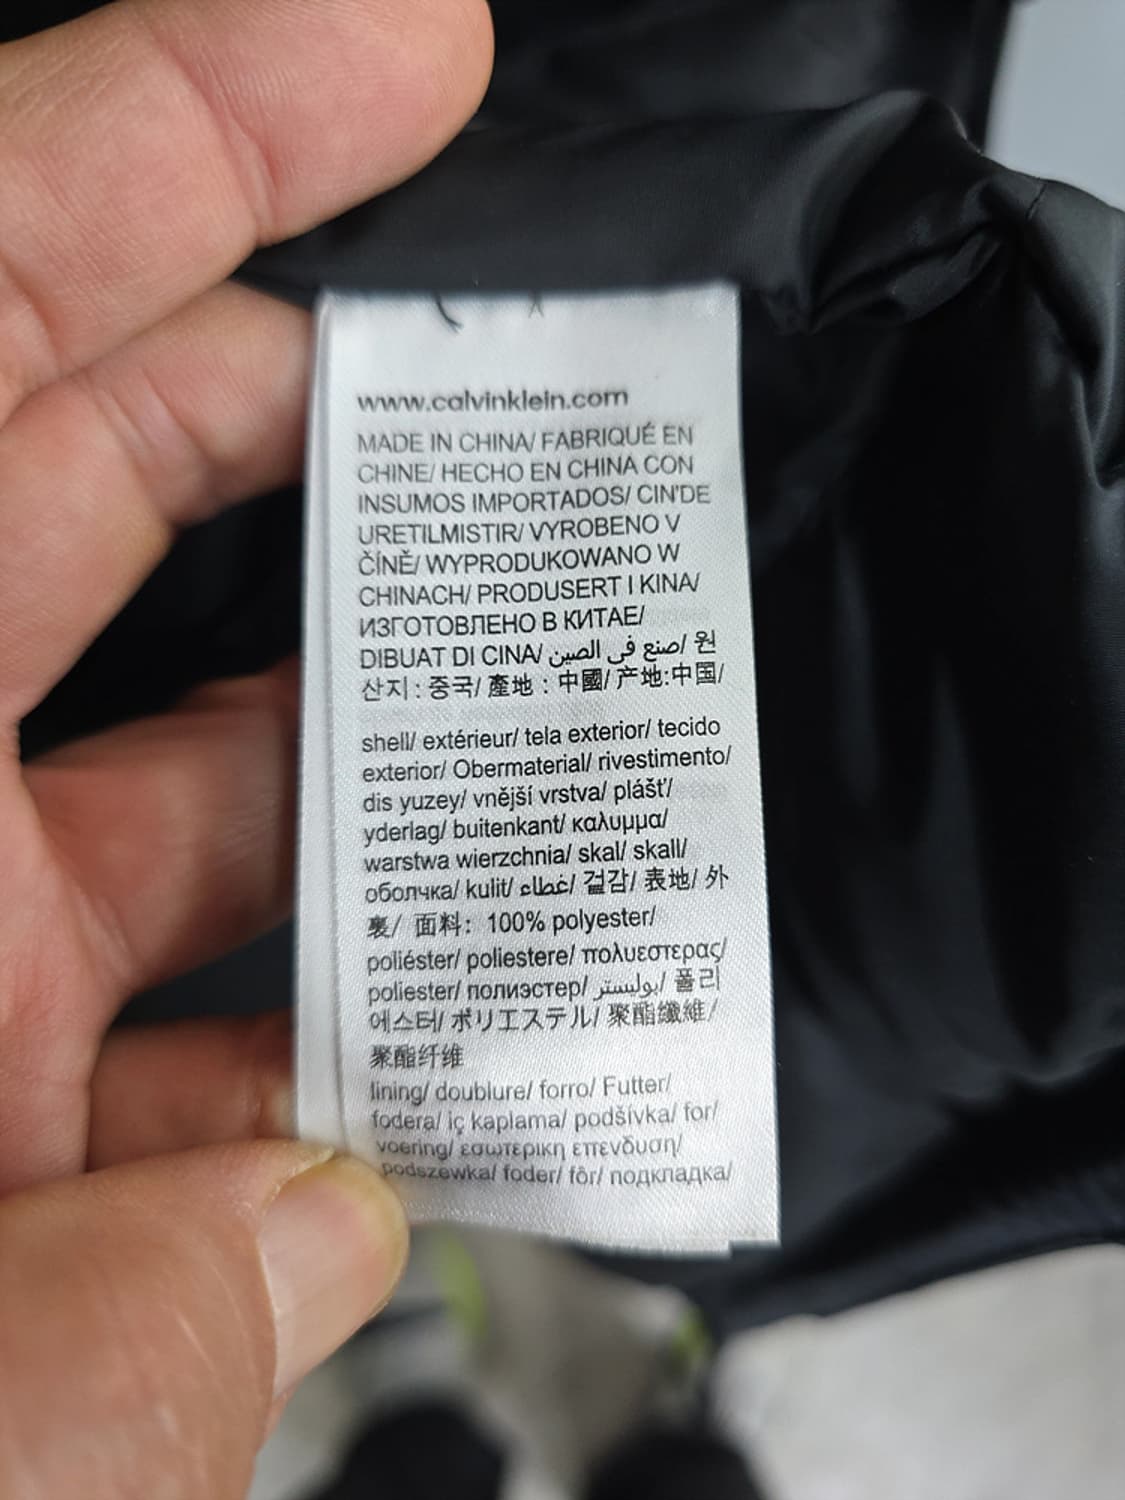 www.calvinklein.com
MADE IN CHINA/ FABRIQUÉ EN
CHINE/ HECHO EN CHINA CON
INSUMOS IMPORTADOS/ CIN'DE
URETILMISTIR/ VYROBENO V
ČÍNĚ/ WYPRODUKOWANO W
CHINACH/ PRODUSERT I KINA/
ИЗГОТОВЛЕНО В КИТАЕ/
DIBUAT DI CINA/ صنع في الصين/ 원
산지 : 중국/ 產地 : 中國/ 产地:中国/
shell/ extérieur/ tela exterior/ tecido
exterior/ Obermaterial/ rivestimento/
dis yuzey/ vnější vrstva/ plášť/
yderlag/ buitenkant/ καλυμμα/
warstwa wierzchnia/ skal/ skall/
оболчка/ kulit/ غطاء/ 겉감/ 表地/ 外
裏/ 面料: 100% polyester/
poliéster/ poliestere/ πολυεστερας/
poliester/ полиэстер/ بوليستر/ 폴리
에스터/ ポリエステル/ 聚酯纖維/
聚酯纤维
lining/ doublure/ forro/ Futter/
fodera/ iç kaplama/ podšívka/ for/
voering/ εσωτερικη επενδυση/
podszewka/ foder/ fôr/ подкладка/